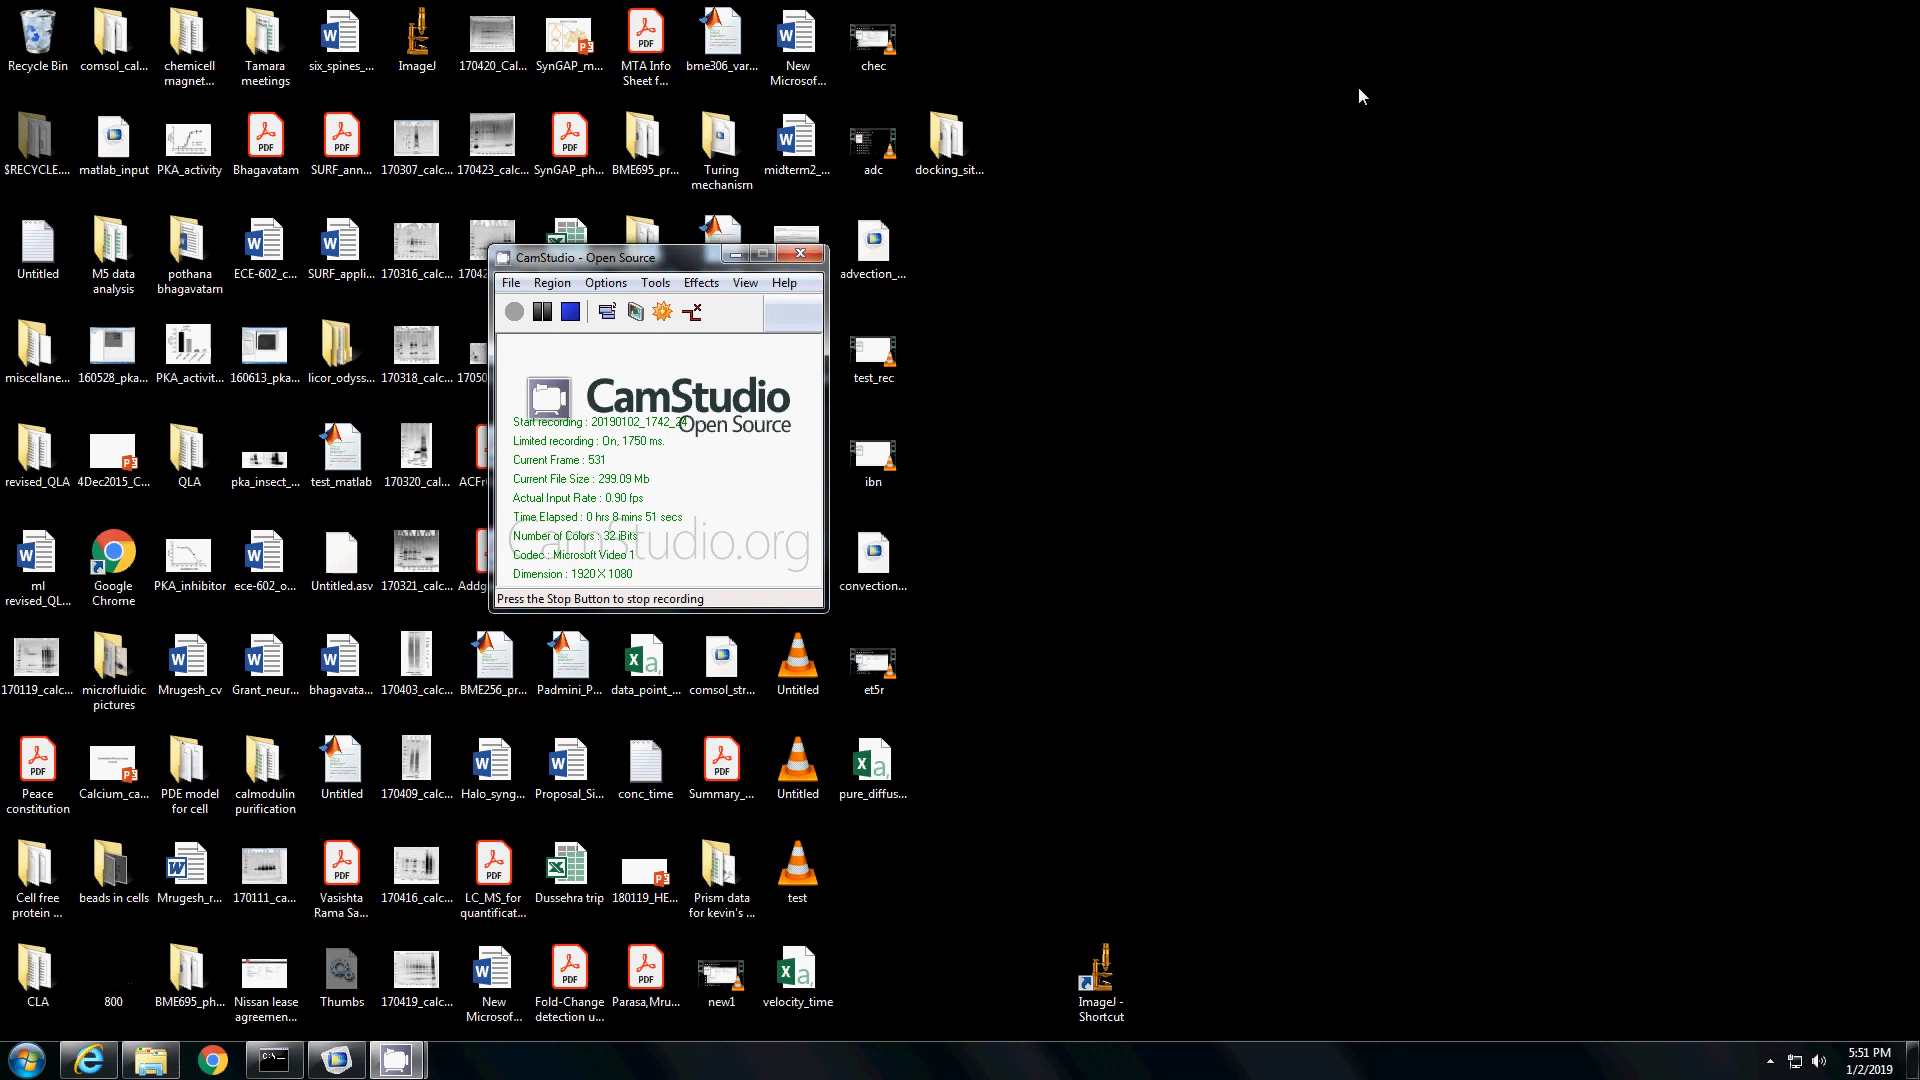 Recycle Bin
comsol_cal...
chemicell
magnet...
Tamara
meetings
six_spines_...
ImageJ
170420_Cal...
SynGAP_m...
MTA Info
Sheet f...
bme306_var...
New
Microsof...
chec
$RECYCLE....
matlab_input
PKA_activity
Bhagavatam
SURF_ann...
170307_calc...
170423_calc...
SynGAP_ph...
BME695_pr...
Turing
mechanism
midterm2_...
adc
docking_sit...
Untitled
M5 data
analysis
pothana
bhagavatam
ECE-602_c...
SURF_appli...
170316_calc...
17042
advection_...
CamStudio - Open Source
File Region Options Tools Effects View Help
CamStudio
Open Source
Start recording : 20190102_1742_24
Limited recording : On, 1750 ms.
Current Frame : 531
Current File Size : 299.09 Mb
Actual Input Rate : 0.90 fps
Time Elapsed : 0 hrs 8 mins 51 secs
Number of Colors : 32 iBits
Codec : Microsoft Video 1
Dimension : 1920 X 1080
CamStudio.org
Press the Stop Button to stop recording
miscellane...
160528_pka...
PKA_activit...
160613_pka...
licor_odyss...
170318_calc...
17050
test_rec
revised_QLA
4Dec2015_C...
QLA
pka_insect_...
test_matlab
170320_cal...
ACFr
ibn
ml
revised_QL...
Google
Chrome
PKA_inhibitor
ece-602_o...
Untitled.asv
170321_calc...
Addg
convection...
170119_calc...
microfluidic
pictures
Mrugesh_cv
Grant_neur...
bhagavata...
170403_calc...
BME256_pr...
Padmini_P...
data_point_...
comsol_str...
Untitled
et5r
Peace
constitution
Calcium_ca...
PDE model
for cell
calmodulin
purification
Untitled
170409_calc...
Halo_syng...
Proposal_Si...
conc_time
Summary_...
Untitled
pure_diffus...
Cell free
protein ...
beads in cells
Mrugesh_r...
170111_ca...
Vasishta
Rama Sa...
170416_calc...
LC_MS_for
quantificat...
Dussehra trip
180119_HE...
Prism data
for kevin's ...
test
CLA
800
BME695_ph...
Nissan lease
agreemen...
Thumbs
170419_calc...
New
Microsof...
Fold-Change
detection u...
Parasa,Mru...
new1
velocity_time
ImageJ -
Shortcut
5:51 PM
1/2/2019